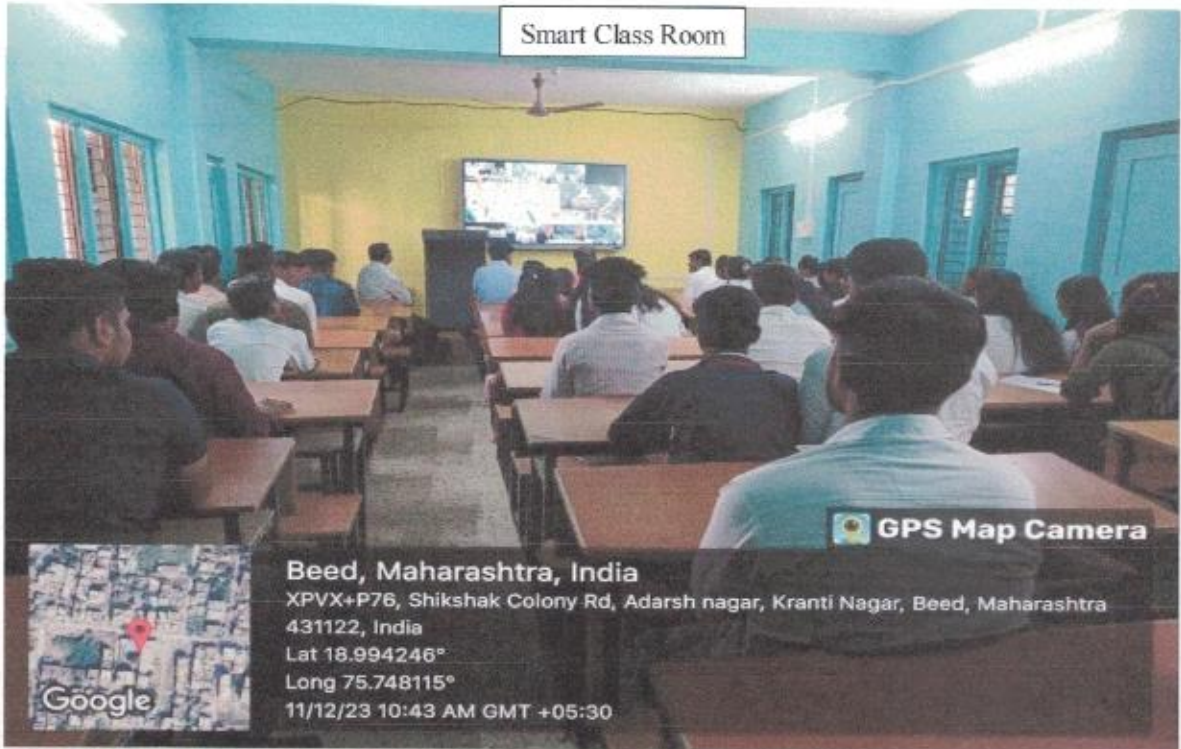 Smart Class Room
GPS Map Camera
Beed, Maharashtra, India
XPVX+P76, Shikshak Colony Rd, Adarsh nagar, Kranti Nagar, Beed, Maharashtra
431122, India
Lat 18.994246°
Long 75.748115°
11/12/23 10:43 AM GMT +05:30
Google